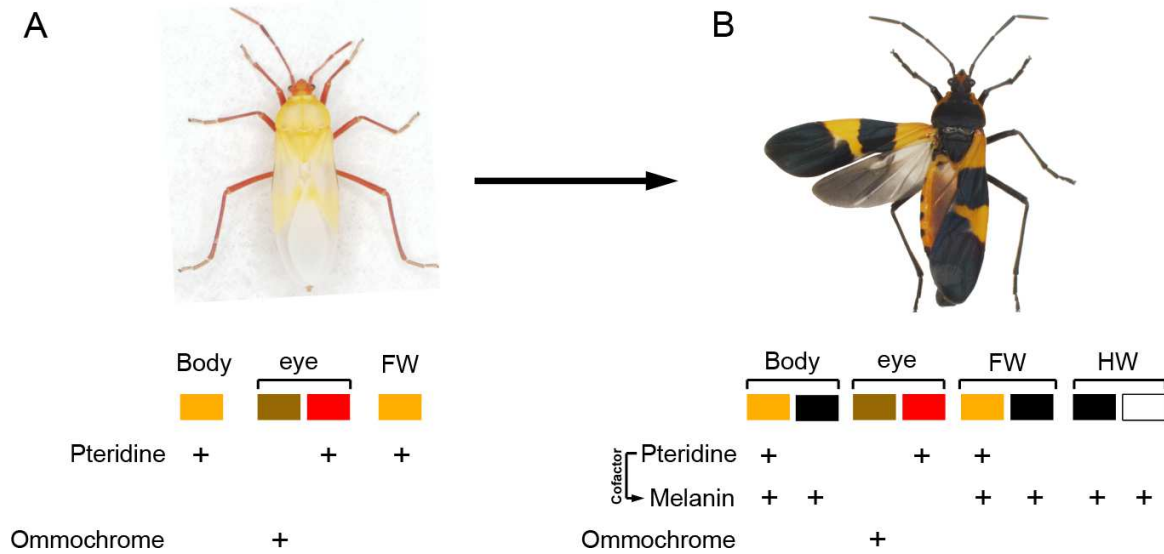 A
B
Body eye FW
Pteridine + + +
Ommochrome +
Body eye FW HW
Cofactor
Pteridine + + +
Melanin + + + + + +
Ommochrome +